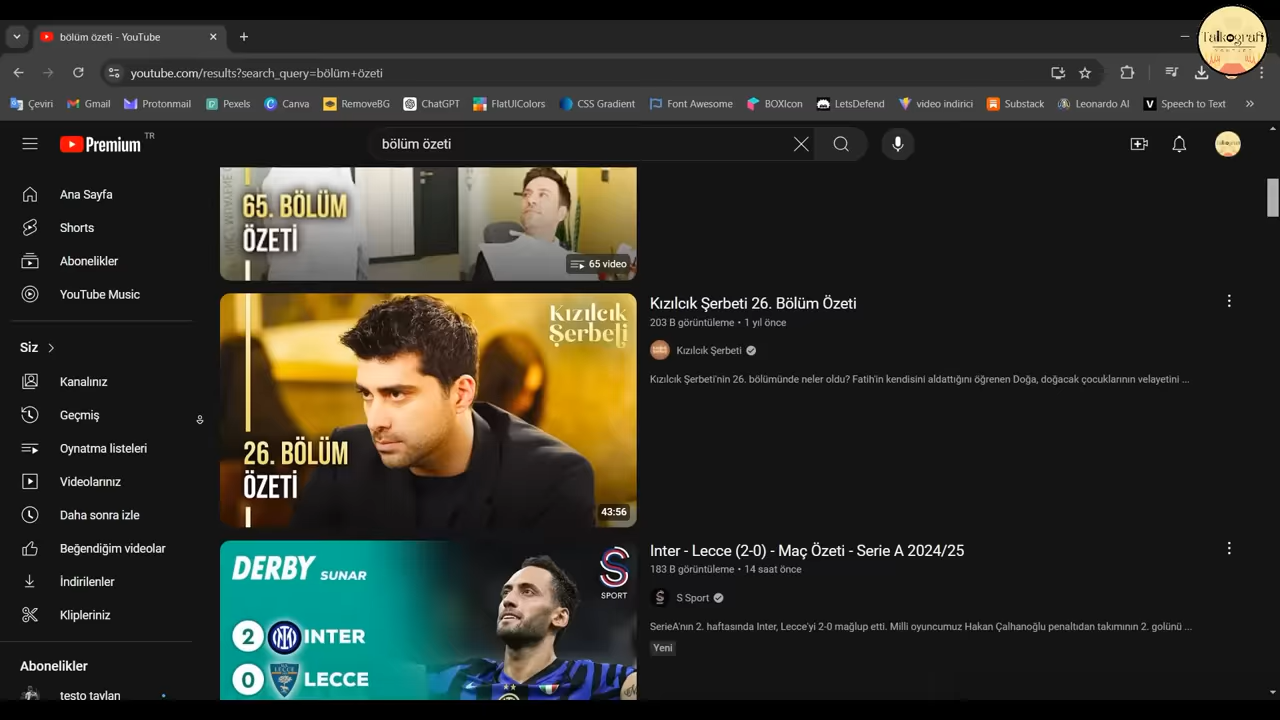 bölüm özeti - YouTube
Talkografi
youtube.com/results?search_query=bölüm+özeti
Çeviri
Gmail
Protonmail
Pexels
Canva
RemoveBG
ChatGPT
FlatUIColors
CSS Gradient
Font Awesome
BOXIcon
LetsDefend
video indirici
Substack
Leonardo AI
Speech to Text
Premium TR
bölüm özeti
Ana Sayfa
Shorts
Abonelikler
YouTube Music
Siz
Kanalınız
Geçmiş
Oynatma listeleri
Videolarınız
Daha sonra izle
Beğendiğim videolar
İndirilenler
Klipleriniz
Abonelikler
testo taylan
65. BÖLÜM
ÖZETİ
65 video
Kızılcık
Şerbeti
26. BÖLÜM
ÖZETİ
43:56
Kızılcık Şerbeti 26. Bölüm Özeti
203 B görüntüleme • 1 yıl önce
Kızılcık Şerbeti
Kızılcık Şerbeti'nin 26. bölümünde neler oldu? Fatih'in kendisini aldattığını öğrenen Doğa, doğacak çocuklarının velayetini ...
DERBY SUNAR
S SPORT
2 INTER
0 LECCE
Inter - Lecce (2-0) - Maç Özeti - Serie A 2024/25
183 B görüntüleme • 14 saat önce
S Sport
SerieA'nın 2. haftasında Inter, Lecce'yi 2-0 mağlup etti. Milli oyuncumuz Hakan Çalhanoğlu penaltıdan takımının 2. golünü ...
Yeni